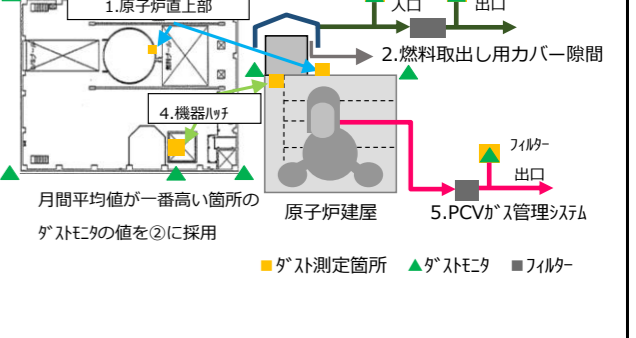 1.原子炉直上部
入口
出口
2.燃料取出し用カバー隙間
4.機器ﾊｯﾁ
ﾌｨﾙﾀｰ
出口
月間平均値が一番高い箇所の
ﾀﾞｽﾄﾓﾆﾀの値を②に採用
原子炉建屋
5.PCVｶﾞｽ管理ｼｽﾃﾑ
ﾀﾞｽﾄ測定箇所
ﾀﾞｽﾄﾓﾆﾀ
ﾌｨﾙﾀｰ